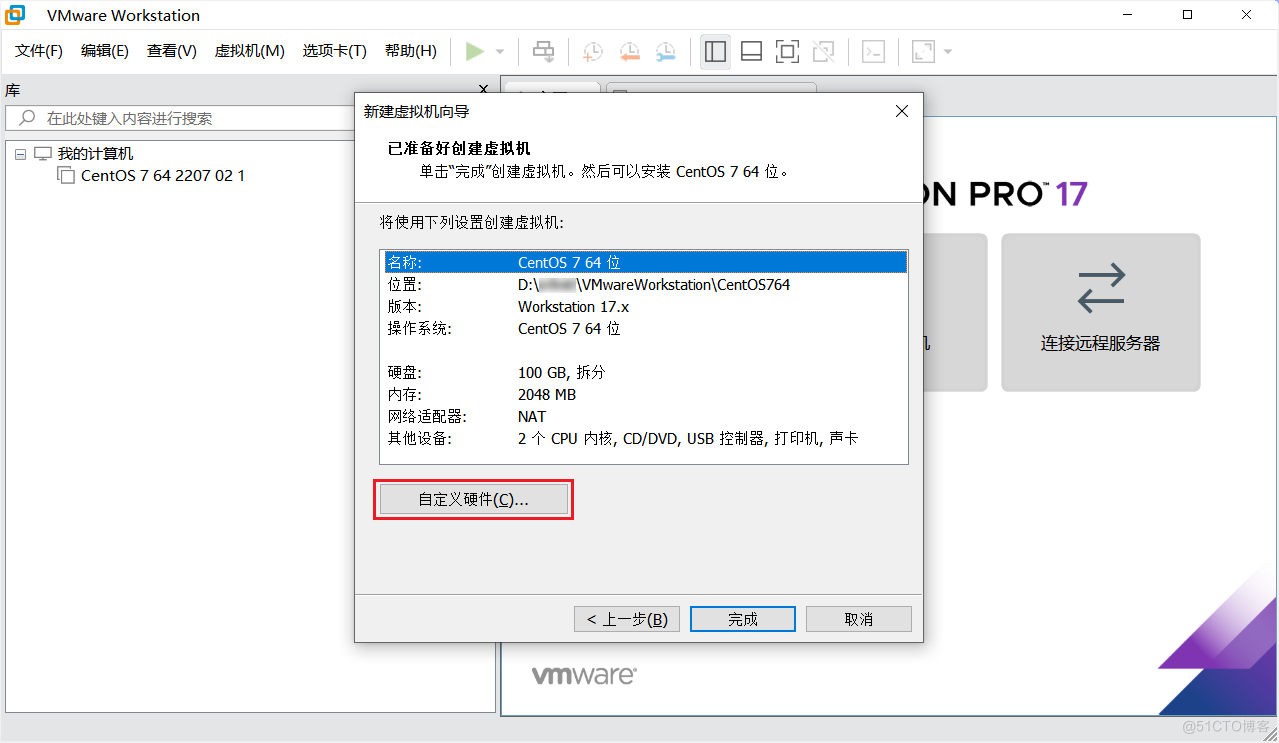 VMware Workstation
文件(F) 编辑(E) 查看(V) 虚拟机(M) 选项卡(T) 帮助(H)
库
在此处键入内容进行搜索
我的计算机
CentOS 7 64 2207 02 1
新建虚拟机向导
已准备好创建虚拟机
单击“完成”创建虚拟机。然后可以安装 CentOS 7 64 位。
将使用下列设置创建虚拟机:
名称: CentOS 7 64 位
位置: D:\ \VMwareWorkstation\CentOS764
版本: Workstation 17.x
操作系统: CentOS 7 64 位
硬盘: 100 GB, 拆分
内存: 2048 MB
网络适配器: NAT
其他设备: 2 个 CPU 内核, CD/DVD, USB 控制器, 打印机, 声卡
自定义硬件(C)...
< 上一步(B) 完成 取消
ON PRO™ 17
连接远程服务器
vmware®
@51CTO博客